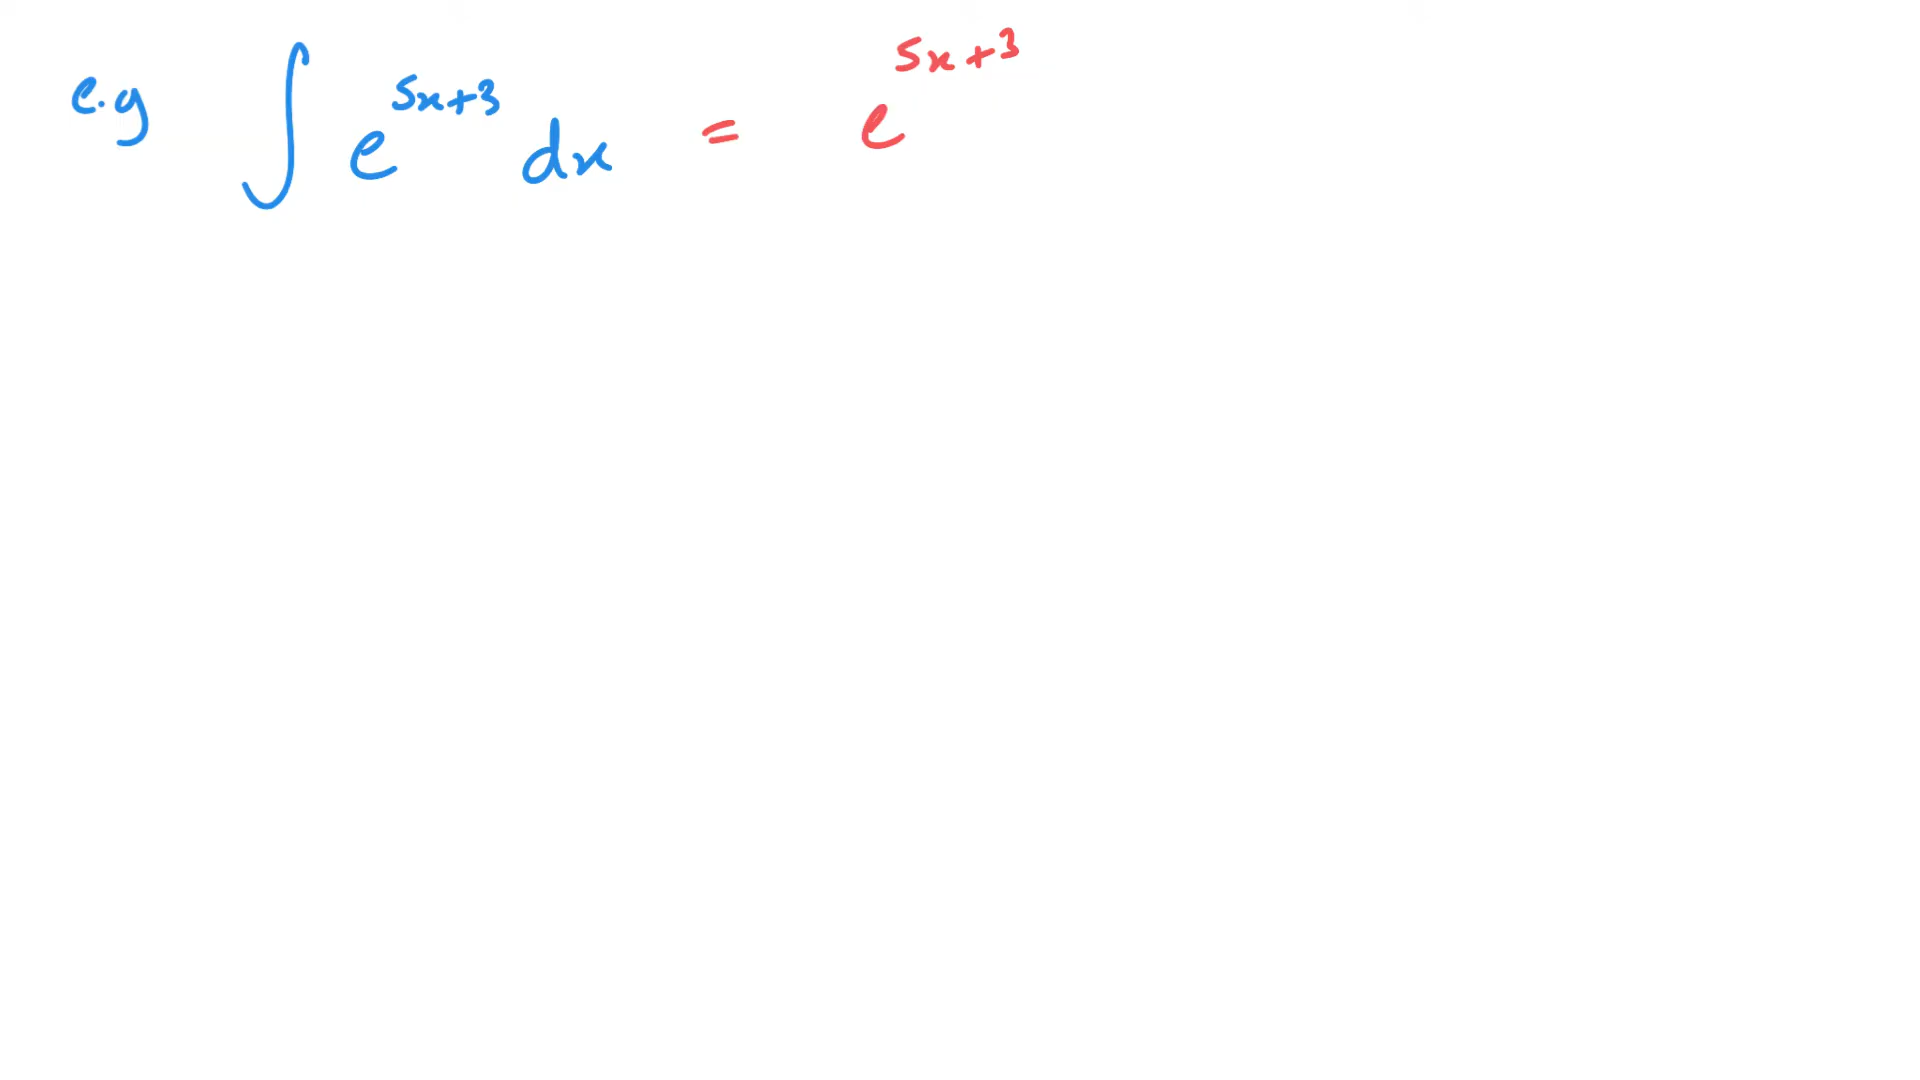 e.g ∫ e^{5x+3} dx = e^{5x+3}